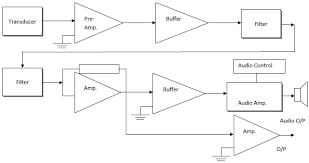 Transducer
Pre-
Amp.
Buffer
Filter
Filter
Amp.
Buffer
Audio Control
Audio Amp.
Audio O/P
Amp.
O/P